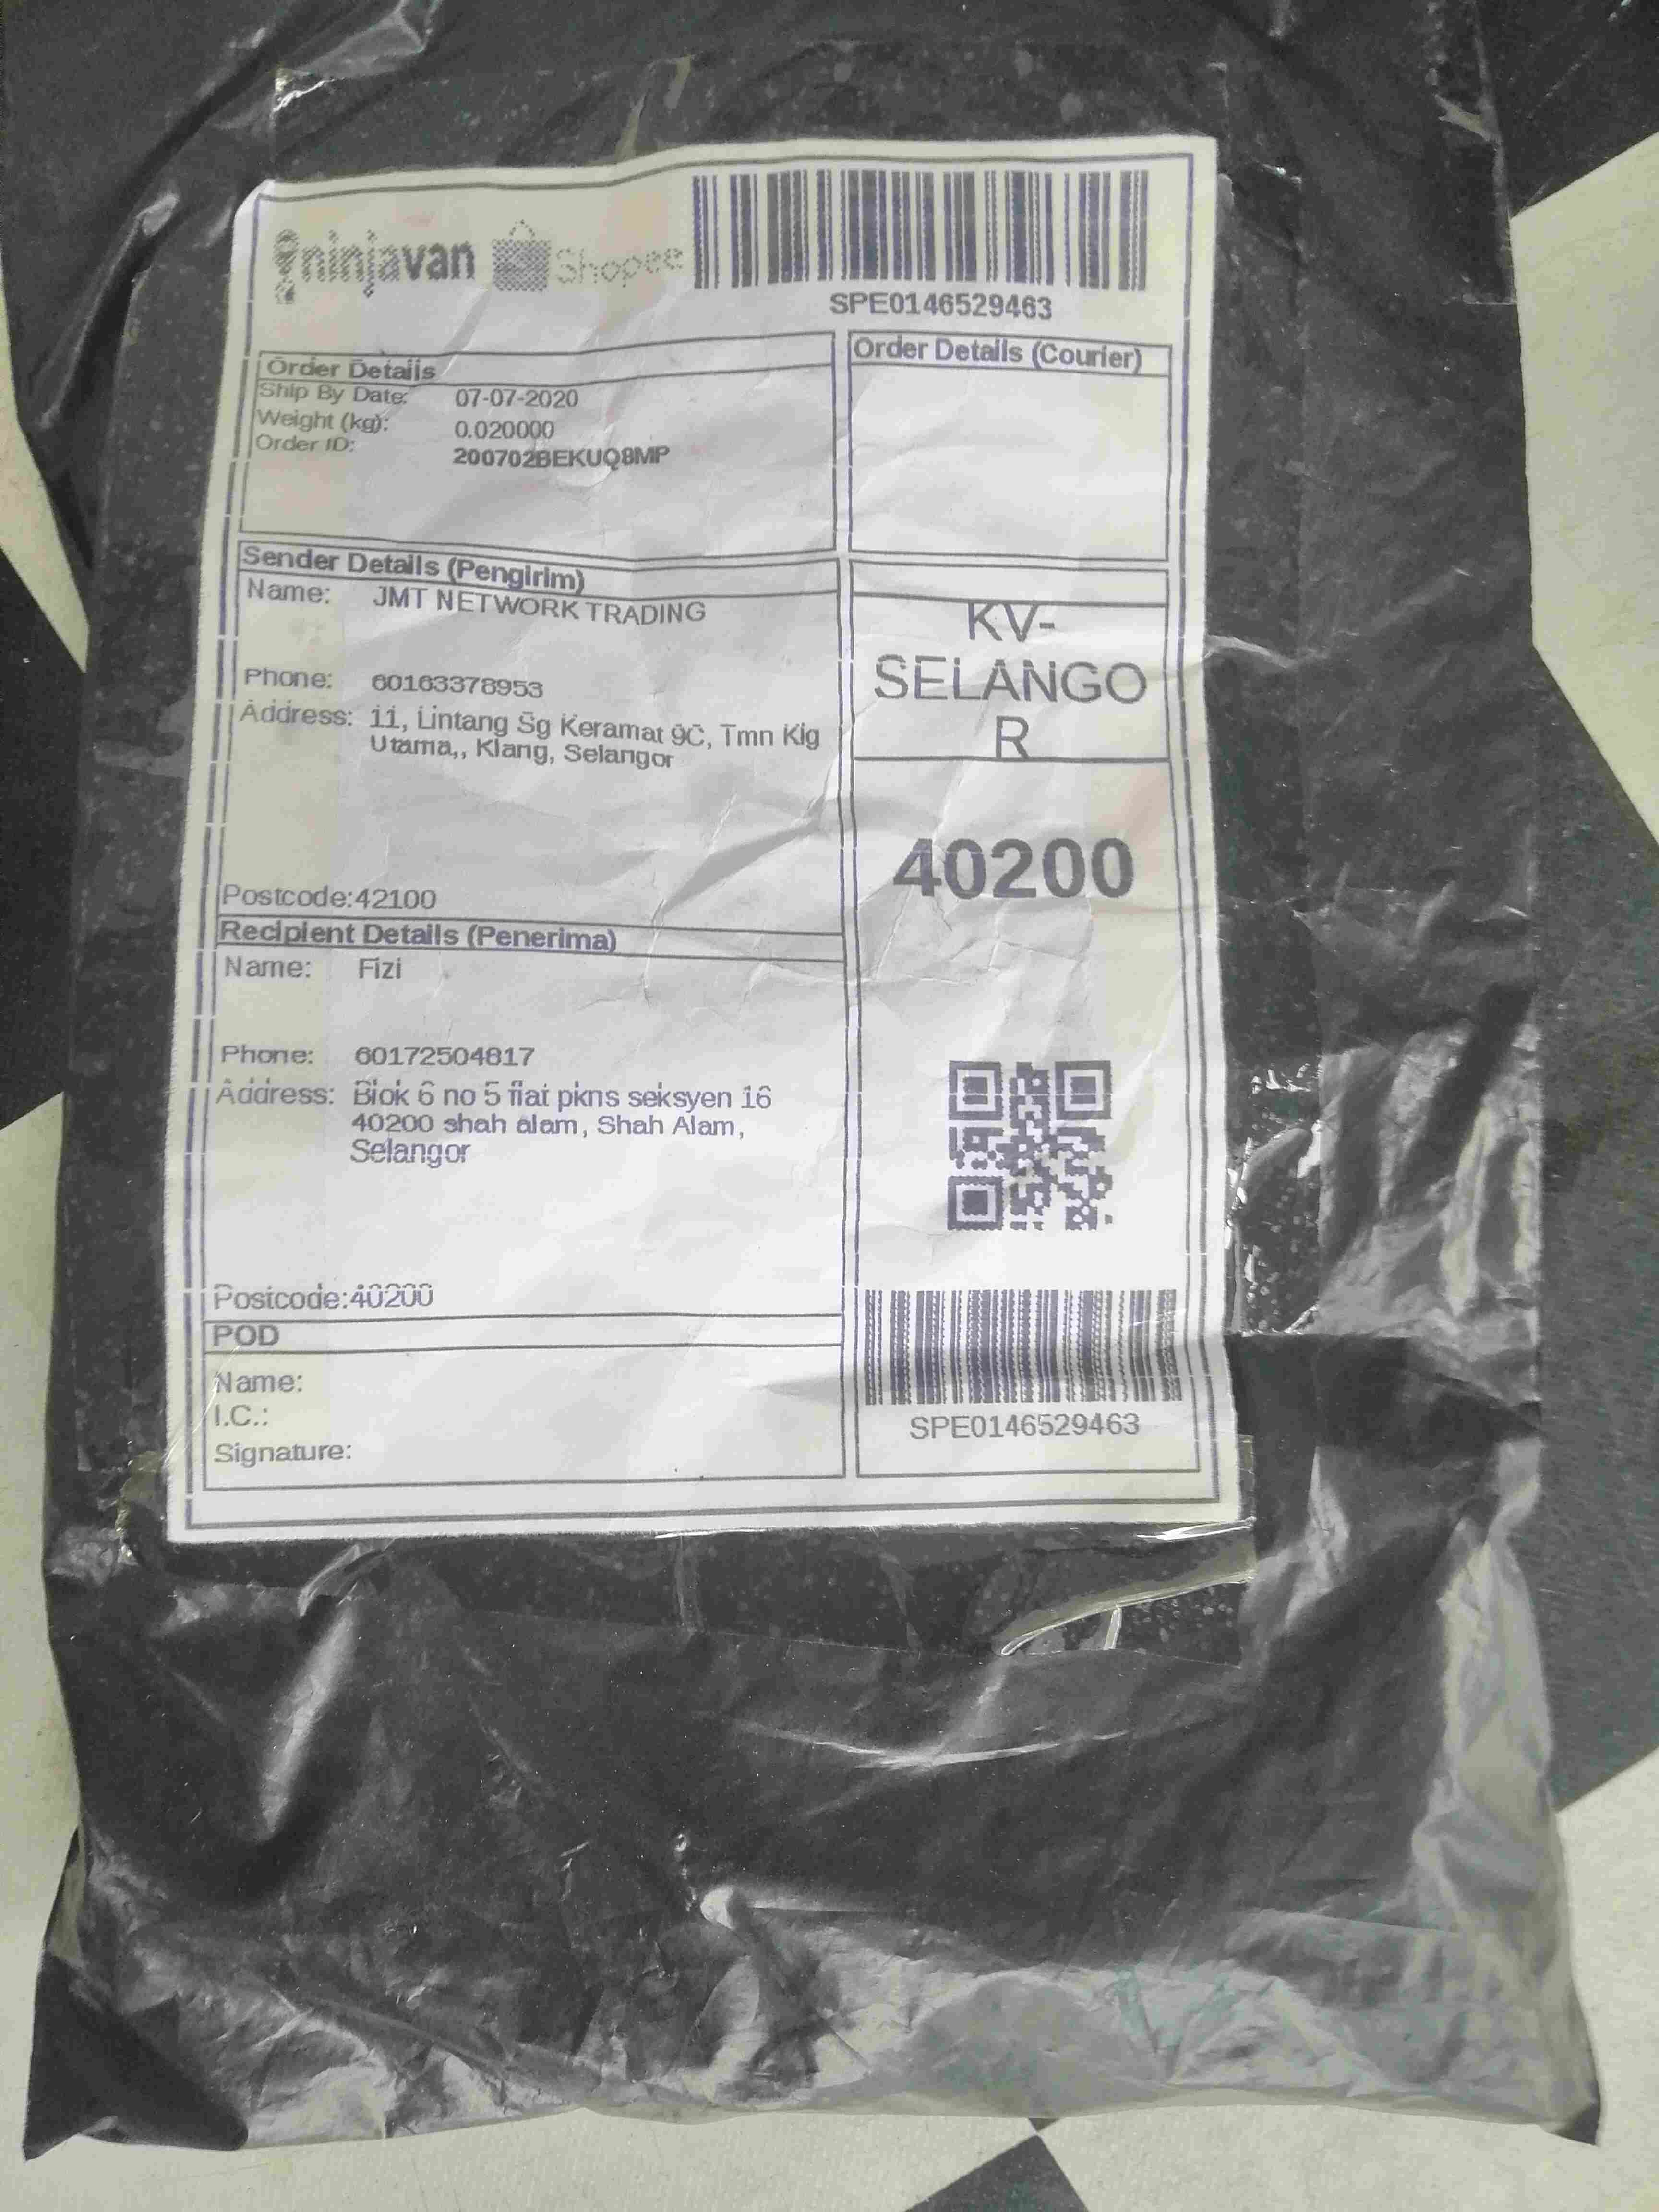 ninjavan Shopee
SPE0146529463
Order Details
Ship By Date: 07-07-2020
Weight (kg): 0.020000
Order ID: 200702BEKUQ8MP
Order Details (Courier)
Sender Details (Pengirim)
Name: JMT NETWORK TRADING
Phone: 60163378953
Address: 11, Lintang Sg Keramat 9C, Tmn Klg
Utama,, Klang, Selangor
Postcode:42100
KV-
SELANGO
R
40200
Recipient Details (Penerima)
Name: Fizi
Phone: 60172504817
Address: Blok 6 no 5 flat pkns seksyen 16
40200 shah alam, Shah Alam,
Selangor
Postcode:40200
POD
Name:
I.C.:
Signature:
SPE0146529463